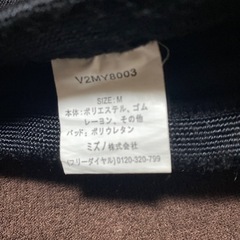 V2MY8003
SIZE: M
本体:ポリエステル、ゴム
レーヨン、その他
パッド:ポリウレタン
ミズノ株式会社
(フリーダイヤル)0120-320-799